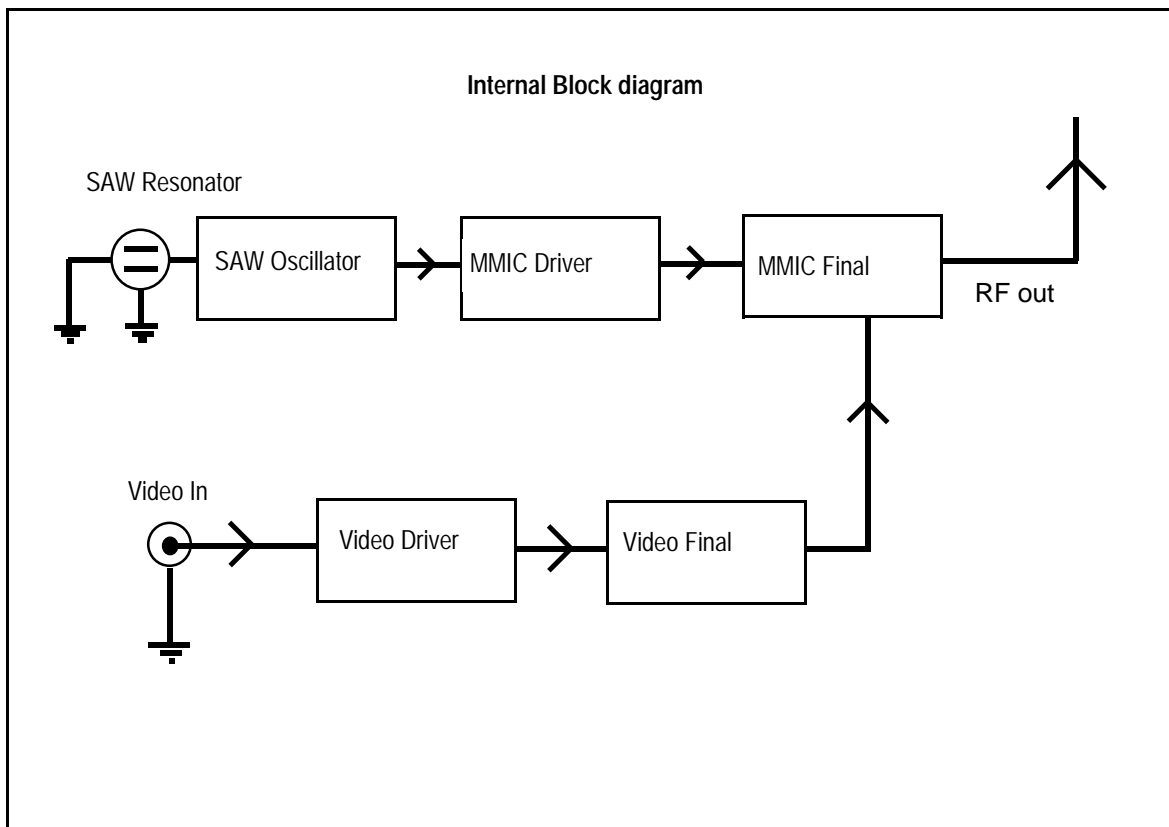 Internal Block diagram
SAW Resonator
SAW Oscillator
MMIC Driver
MMIC Final
RF out
Video In
Video Driver
Video Final